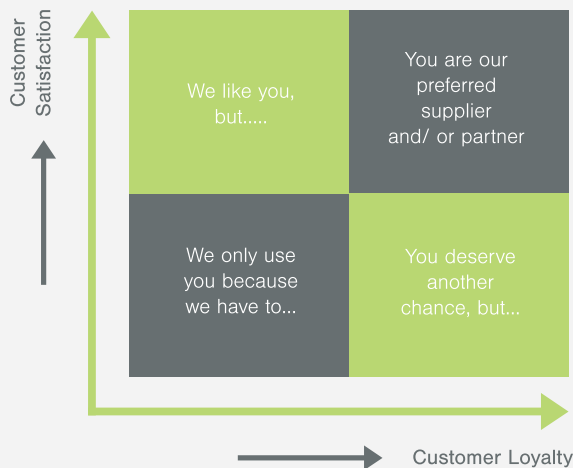 Customer
Satisfaction
We like you,
but.....
You are our
preferred
supplier
and/ or partner
We only use
you because
we have to...
You deserve
another
chance, but...
Customer Loyalty